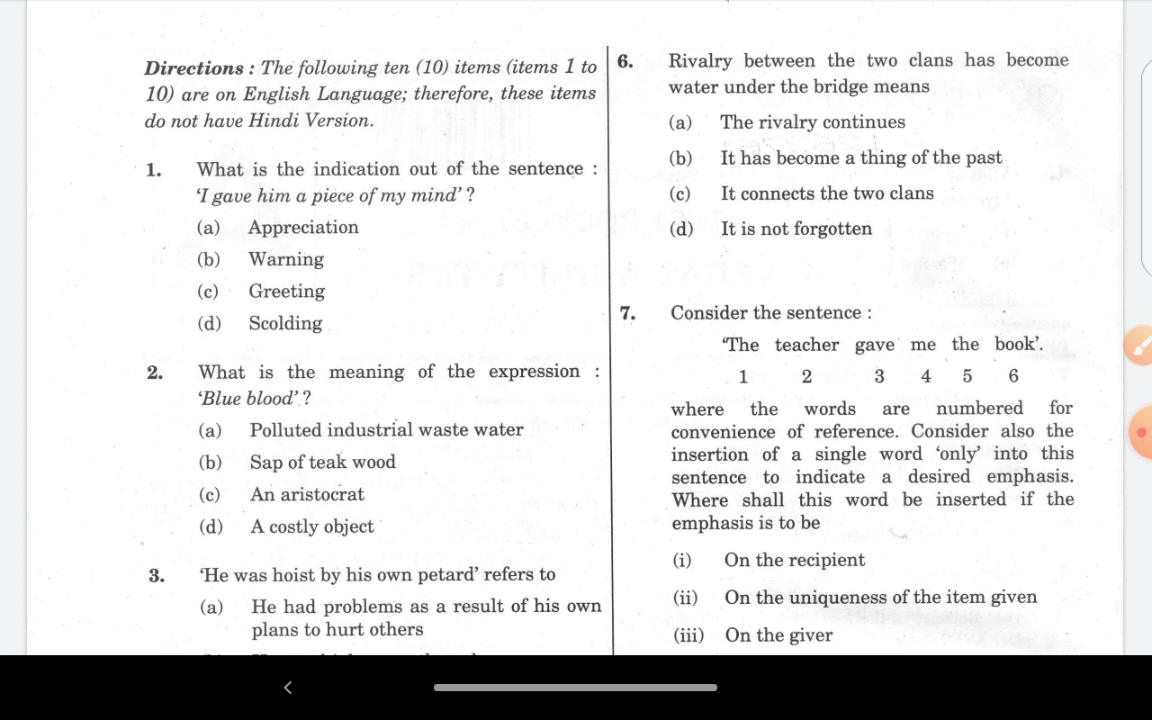 Directions : The following ten (10) items (items 1 to
10) are on English Language; therefore, these items
do not have Hindi Version.
1. What is the indication out of the sentence :
‘I gave him a piece of my mind’ ?
(a) Appreciation
(b) Warning
(c) Greeting
(d) Scolding
2. What is the meaning of the expression :
‘Blue blood’ ?
(a) Polluted industrial waste water
(b) Sap of teak wood
(c) An aristocrat
(d) A costly object
3. ‘He was hoist by his own petard’ refers to
(a) He had problems as a result of his own
plans to hurt others
6. Rivalry between the two clans has become
water under the bridge means
(a) The rivalry continues
(b) It has become a thing of the past
(c) It connects the two clans
(d) It is not forgotten
7. Consider the sentence :
‘The teacher gave me the book’.
1 2 3 4 5 6
where the words are numbered for
convenience of reference. Consider also the
insertion of a single word ‘only’ into this
sentence to indicate a desired emphasis.
Where shall this word be inserted if the
emphasis is to be
(i) On the recipient
(ii) On the uniqueness of the item given
(iii) On the giver